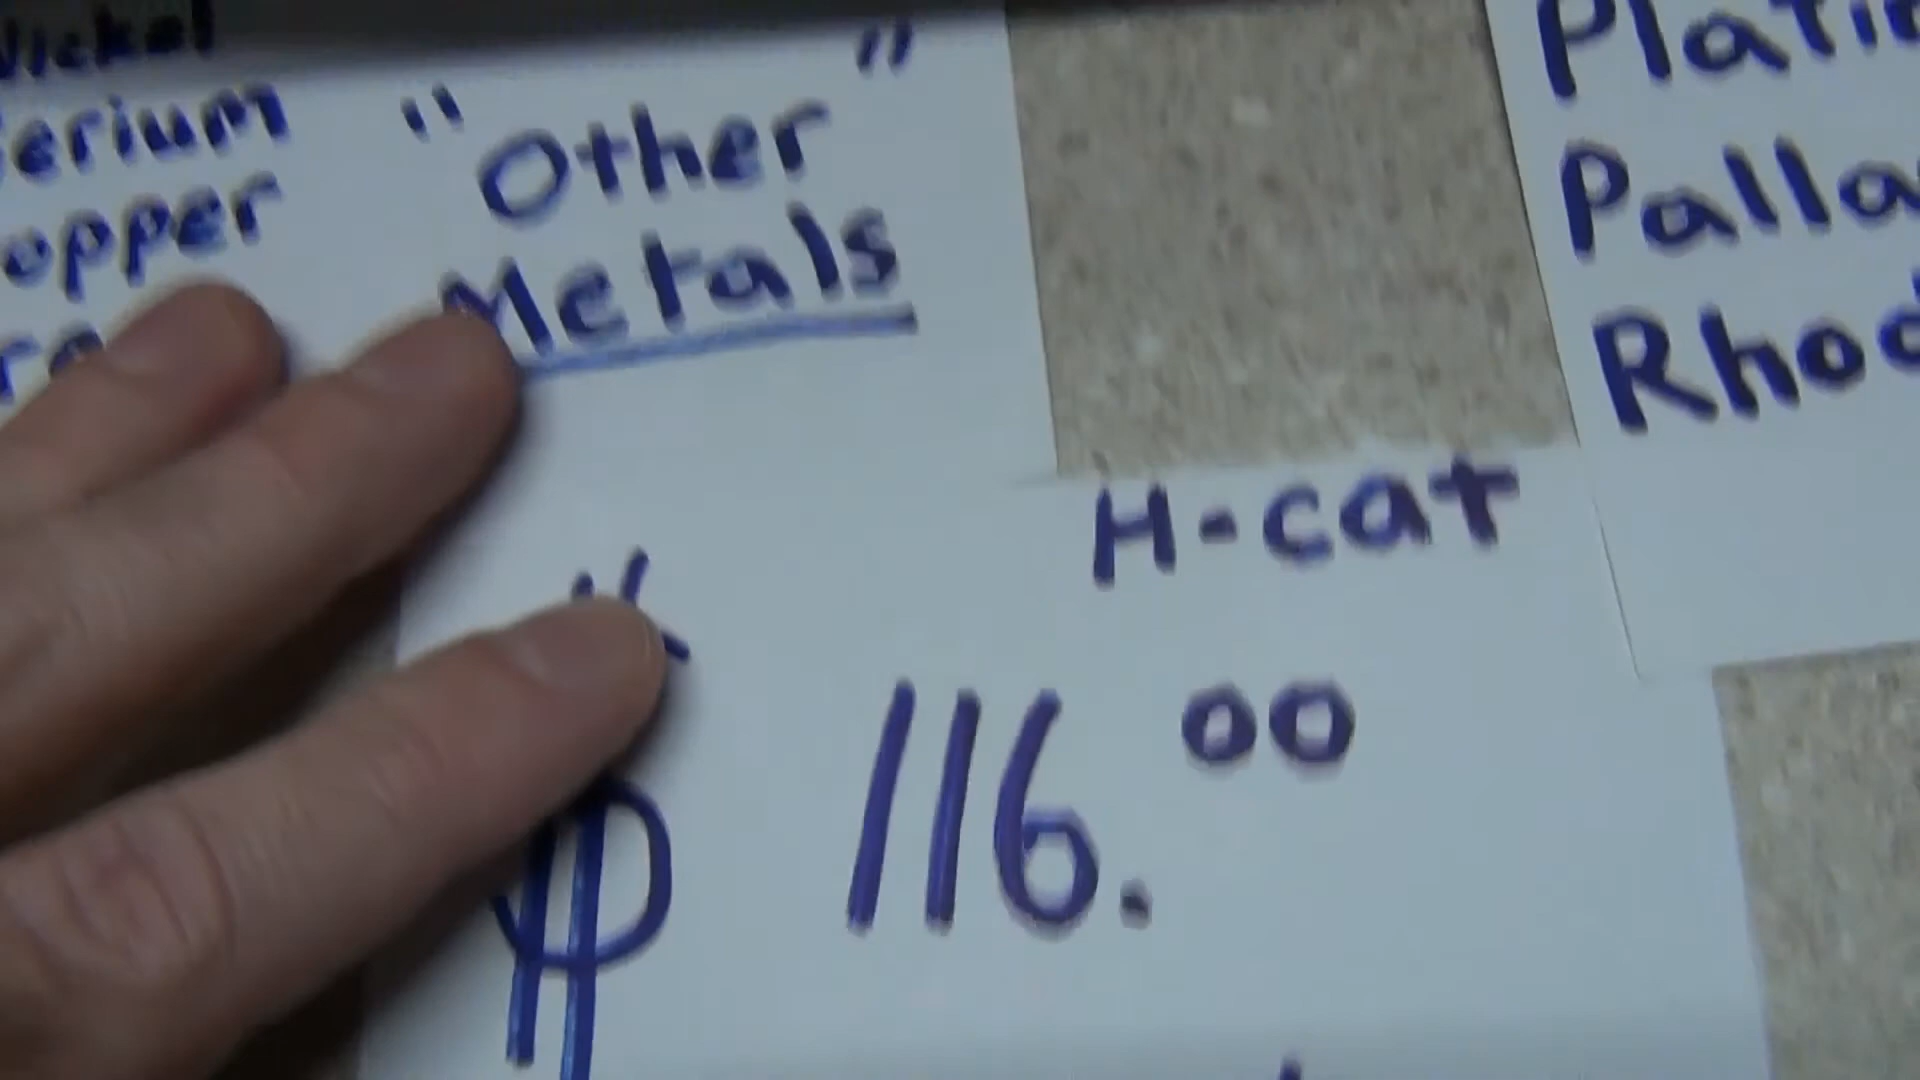 Nickel
erium
opper
"Other"
Metals
Plati
Palla
Rhod
H-cat
$ 116.00